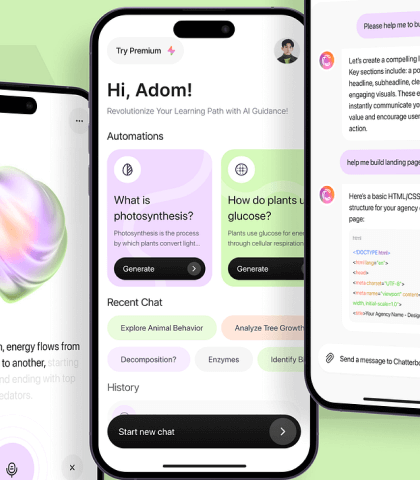 ...
, energy flows from
to another, starting
nd ending with top
edators.
Try Premium
Hi, Adom!
Revolutionize Your Learning Path with AI Guidance!
Automations
What is
photosynthesis?
Photosynthesis is the process
by which plants convert light...
Generate
How do plants u
glucose?
Plants use glucose for ener
through cellular respiration
Generate
Recent Chat
Explore Animal Behavior
Analyze Tree Growth
Decomposition?
Enzymes
Identify B
History
Start new chat
Please help me to bu
Let's create a compelling l
Key sections include: a po
headline, subheadline, cle
engaging visuals. These e
instantly communicate yo
value and encourage user
action.
help me build landing page
Here's a basic HTML/CSS
structure for your agency
page:
html
<!DOCTYPE html>
<html lang="en">
<head>
<meta charset="UTF-8">
<meta name="viewport" content=
width, initial-scale=1.0">
<title>Your Agency Name - Design
Send a message to Chatterbo